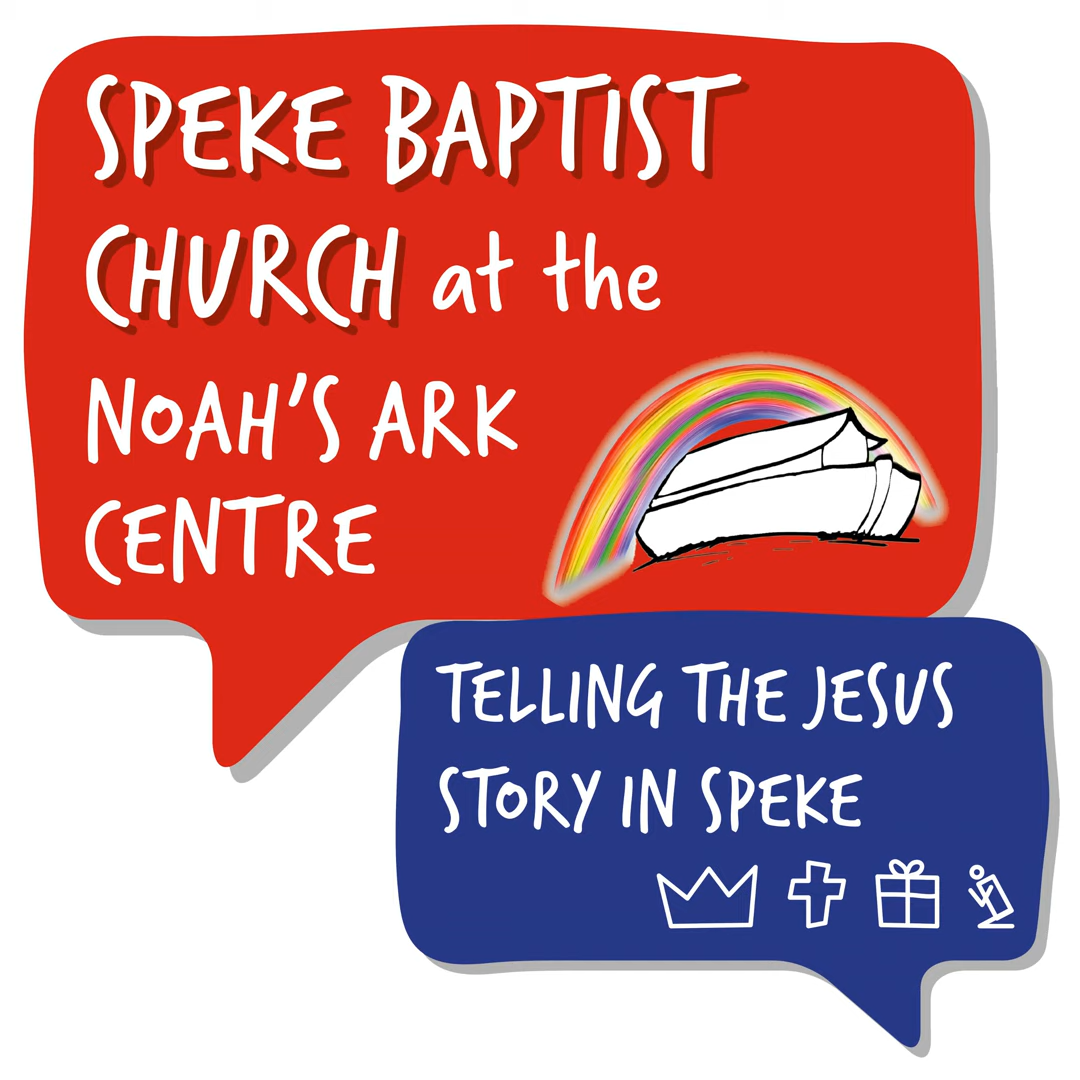 SPEKE BAPTIST
CHURCH at the
NOAH'S ARK
CENTRE
TELLING THE JESUS
STORY IN SPEKE